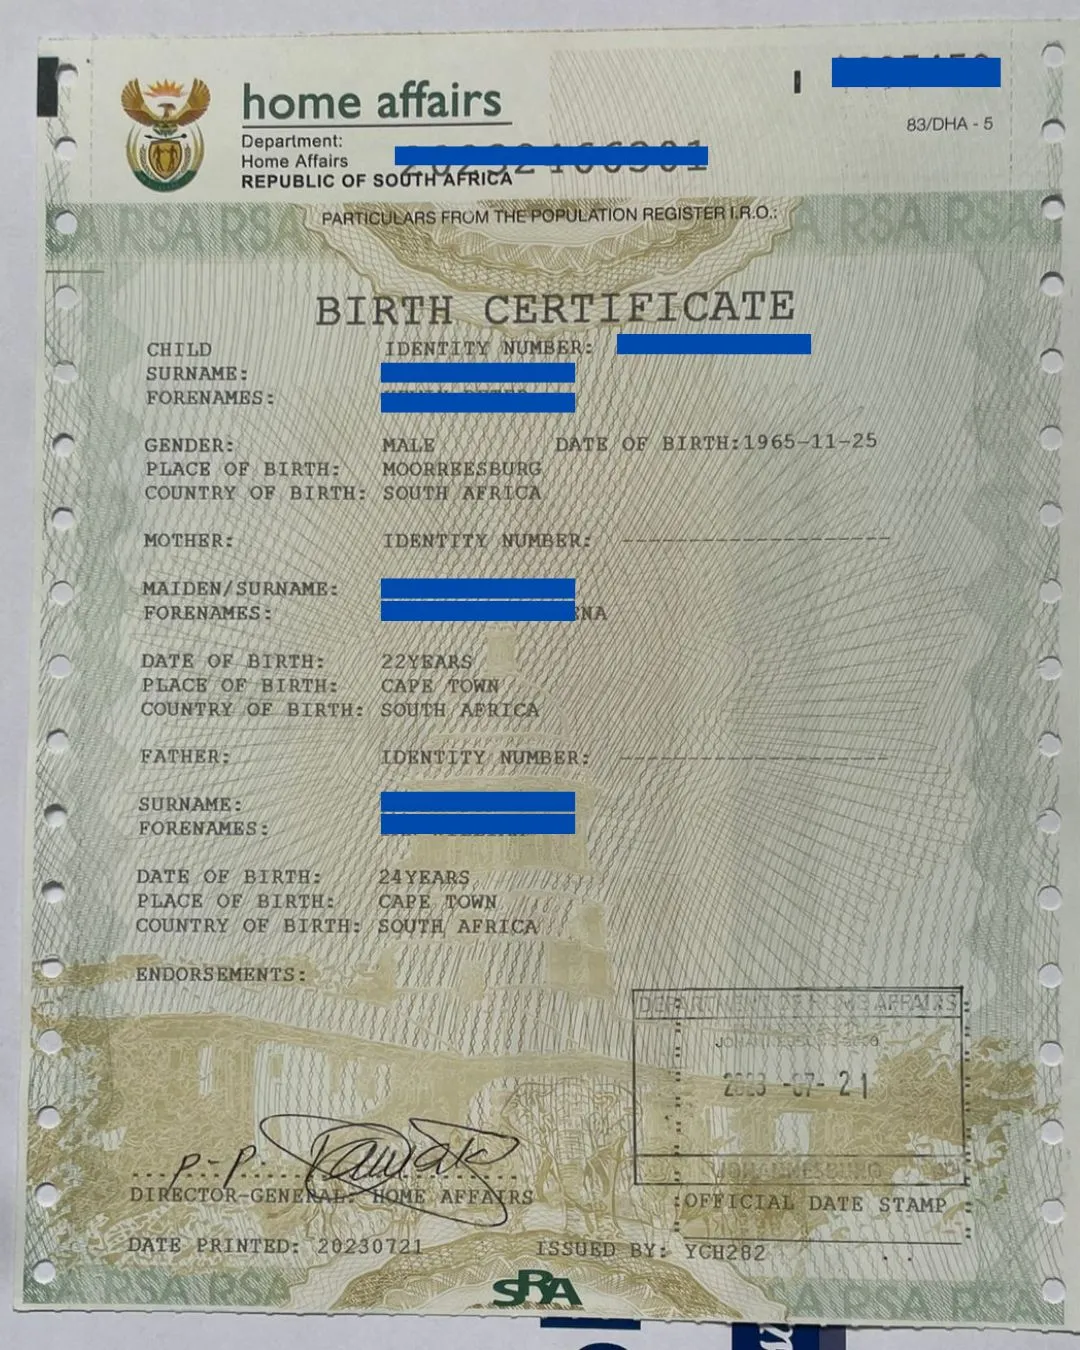 home affairs
Department:
Home Affairs
REPUBLIC OF SOUTH AFRICA
83/DHA - 5
PARTICULARS FROM THE POPULATION REGISTER I.R.O.:
BIRTH CERTIFICATE
CHILD IDENTITY NUMBER:
SURNAME:
FORENAMES:
GENDER: MALE DATE OF BIRTH:1965-11-25
PLACE OF BIRTH: MOORREESBURG
COUNTRY OF BIRTH: SOUTH AFRICA
MOTHER: IDENTITY NUMBER: --------------------
MAIDEN/SURNAME:
FORENAMES:
DATE OF BIRTH: 22YEARS
PLACE OF BIRTH: CAPE TOWN
COUNTRY OF BIRTH: SOUTH AFRICA
FATHER: IDENTITY NUMBER: --------------------
SURNAME:
FORENAMES:
DATE OF BIRTH: 24YEARS
PLACE OF BIRTH: CAPE TOWN
COUNTRY OF BIRTH: SOUTH AFRICA
ENDORSEMENTS:
DEPARTMENT OF HOME AFFAIRS
2023 -07- 21
JOHANNESBURG
P.P.
DIRECTOR-GENERAL: HOME AFFAIRS
OFFICIAL DATE STAMP
DATE PRINTED: 20230721 ISSUED BY: YCH282
RSA